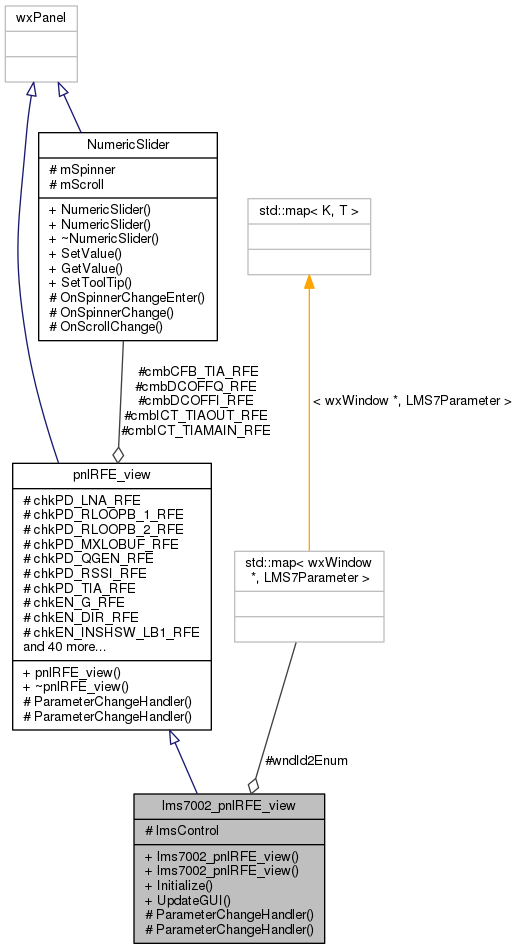 wxPanel
NumericSlider
# mSpinner
# mScroll
+ NumericSlider()
+ NumericSlider()
+ ~NumericSlider()
+ SetValue()
+ GetValue()
+ SetToolTip()
# OnSpinnerChangeEnter()
# OnSpinnerChange()
# OnScrollChange()
std::map< K, T >
#cmbCFB_TIA_RFE
#cmbDCOFFQ_RFE
#cmbDCOFFI_RFE
#cmbICT_TIAOUT_RFE
#cmbICT_TIAMAIN_RFE
< wxWindow *, LMS7Parameter >
pnlRFE_view
# chkPD_LNA_RFE
# chkPD_RLOOPB_1_RFE
# chkPD_RLOOPB_2_RFE
# chkPD_MXLOBUF_RFE
# chkPD_QGEN_RFE
# chkPD_RSSI_RFE
# chkPD_TIA_RFE
# chkEN_G_RFE
# chkEN_DIR_RFE
# chkEN_INSHSW_LB1_RFE
and 40 more...
+ pnlRFE_view()
+ ~pnlRFE_view()
# ParameterChangeHandler()
# ParameterChangeHandler()
std::map< wxWindow
*, LMS7Parameter >
#wndId2Enum
lms7002_pnlRFE_view
# lmsControl
+ lms7002_pnlRFE_view()
+ lms7002_pnlRFE_view()
+ Initialize()
+ UpdateGUI()
# ParameterChangeHandler()
# ParameterChangeHandler()